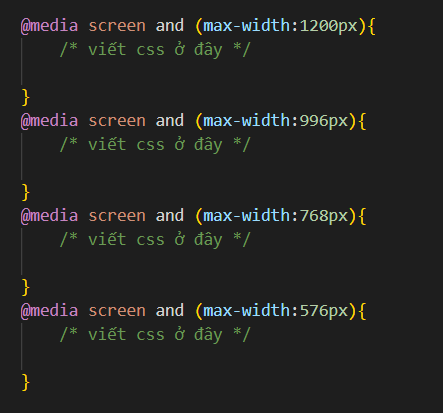 @media screen and (max-width:1200px){
/* viết css ở đây */
}
@media screen and (max-width:996px){
/* viết css ở đây */
}
@media screen and (max-width:768px){
/* viết css ở đây */
}
@media screen and (max-width:576px){
/* viết css ở đây */
}